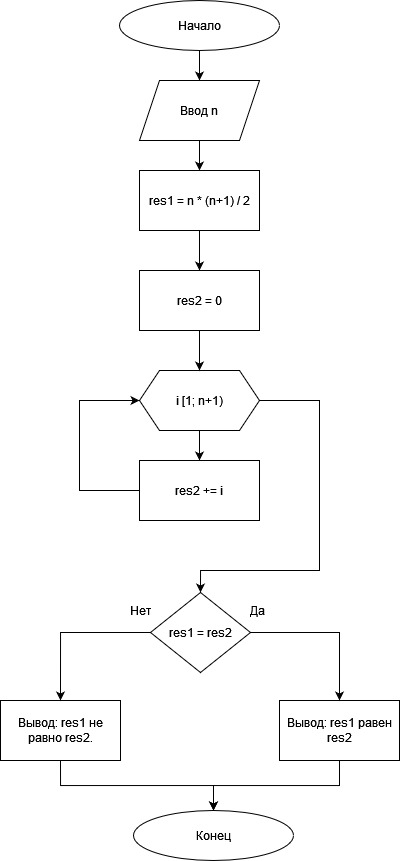 Начало
Ввод n
res1 = n * (n+1) / 2
res2 = 0
i [1; n+1)
res2 += i
Нет
Да
res1 = res2
Вывод: res1 не
равно res2.
Вывод: res1 равен
res2
Конец